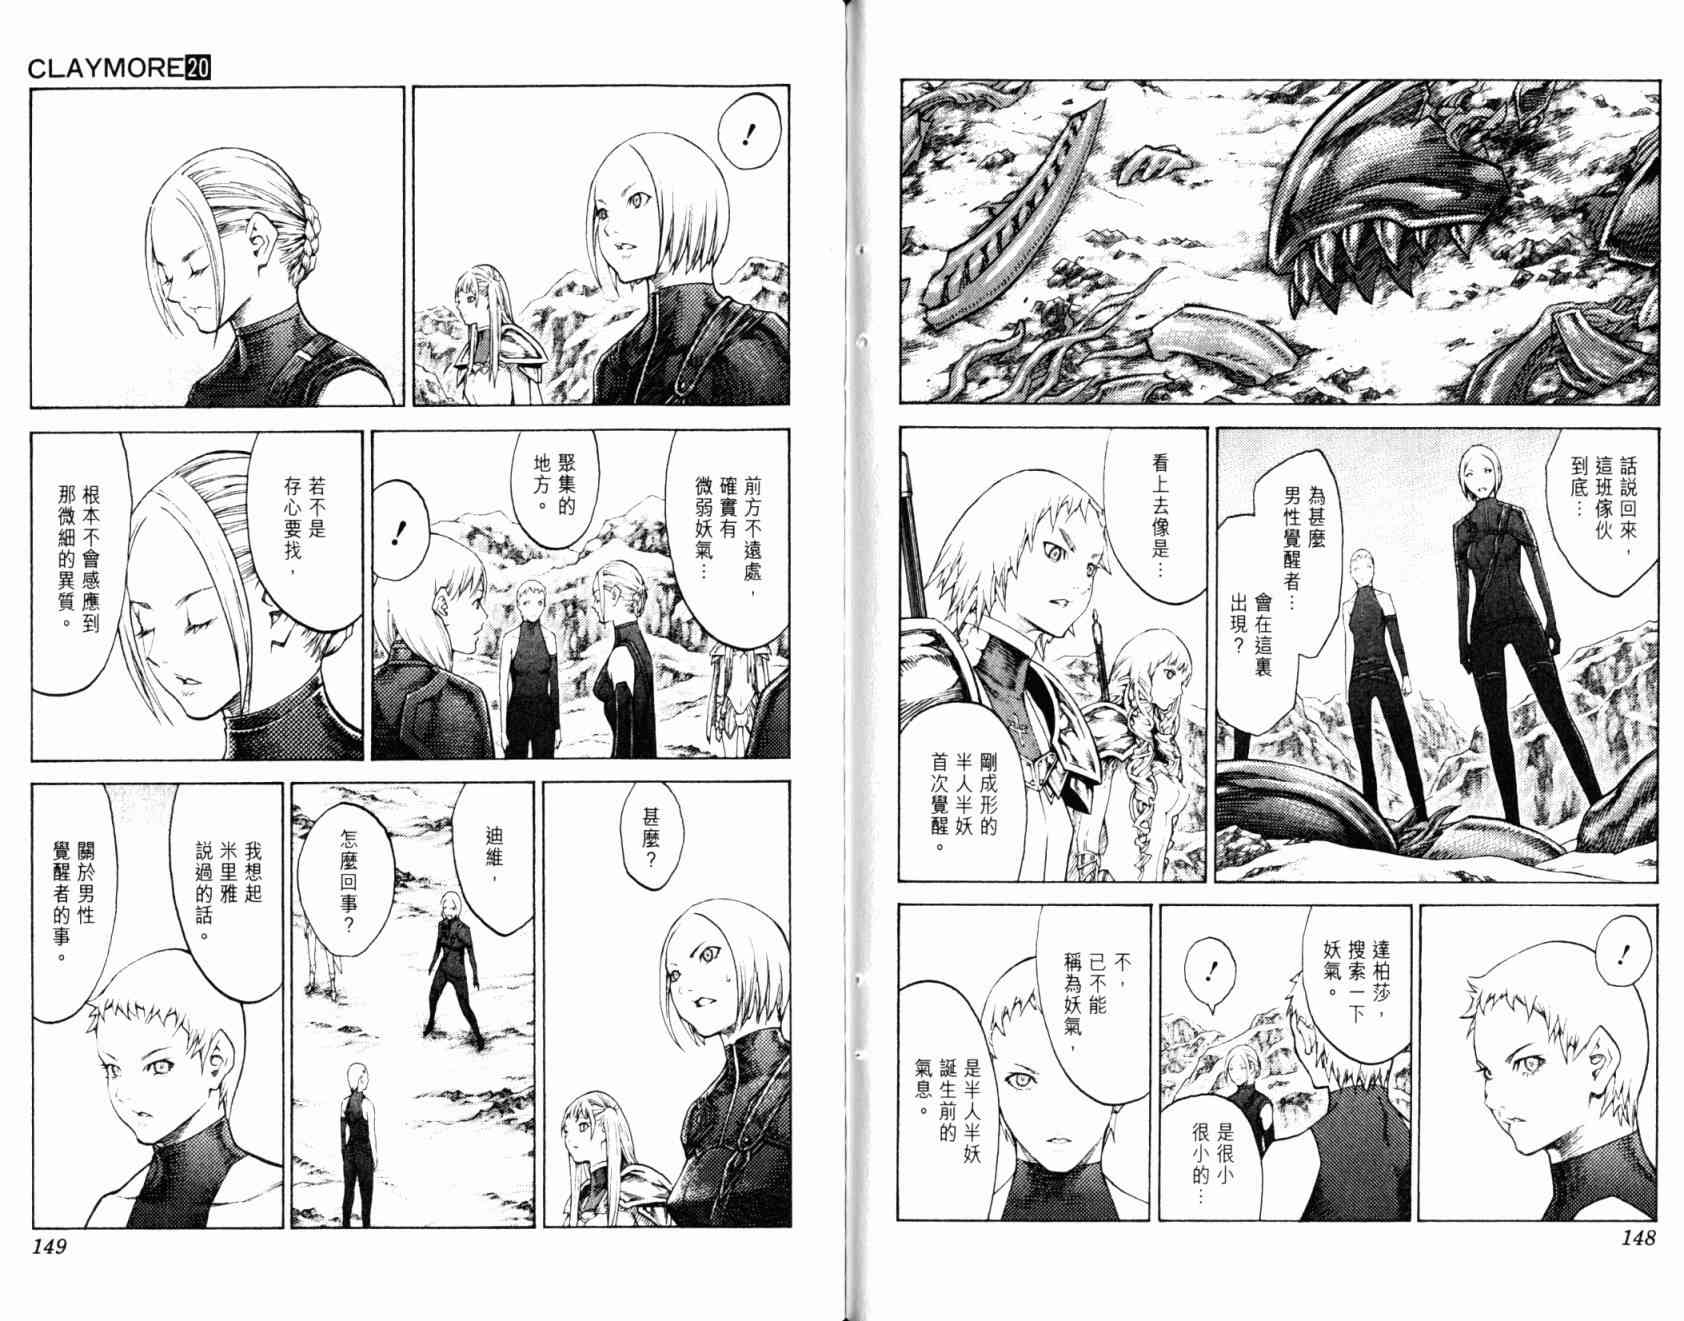 話說回來，
這班傢伙
到底…
為甚麼
男性覺醒者…
會在這裏
出現？
看上去像是…
剛成形的
半人半妖
首次覺醒。
！
達柏莎，
搜索一下
妖氣。
！
是很小
很小的…
不，
已不能
稱為妖氣，
是半人半妖
誕生前的
氣息。
148
CLAYMORE20
！
前方不遠處，
確實有
微弱妖氣…
聚集的
地方。
！
若不是
存心要找，
根本不會感應到
那微細的異質。
甚麼？
迪維，
怎麼回事？
我想起
米里雅
說過的話。
關於男性
覺醒者的事。
149